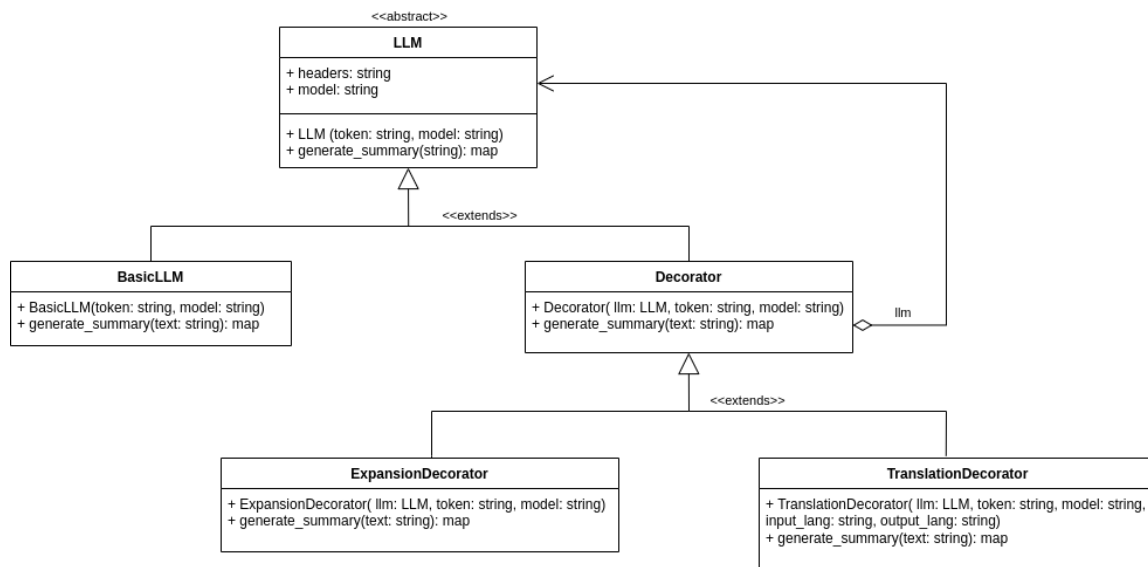 <<abstract>>
LLM
+ headers: string
+ model: string
+ LLM (token: string, model: string)
+ generate_summary(string): map
<<extends>>
BasicLLM
+ BasicLLM(token: string, model: string)
+ generate_summary(text: string): map
Decorator
+ Decorator( llm: LLM, token: string, model: string)
+ generate_summary(text: string): map
llm
<<extends>>
ExpansionDecorator
+ ExpansionDecorator( llm: LLM, token: string, model: string)
+ generate_summary(text: string): map
TranslationDecorator
+ TranslationDecorator( llm: LLM, token: string, model: string,
input_lang: string, output_lang: string)
+ generate_summary(text: string): map